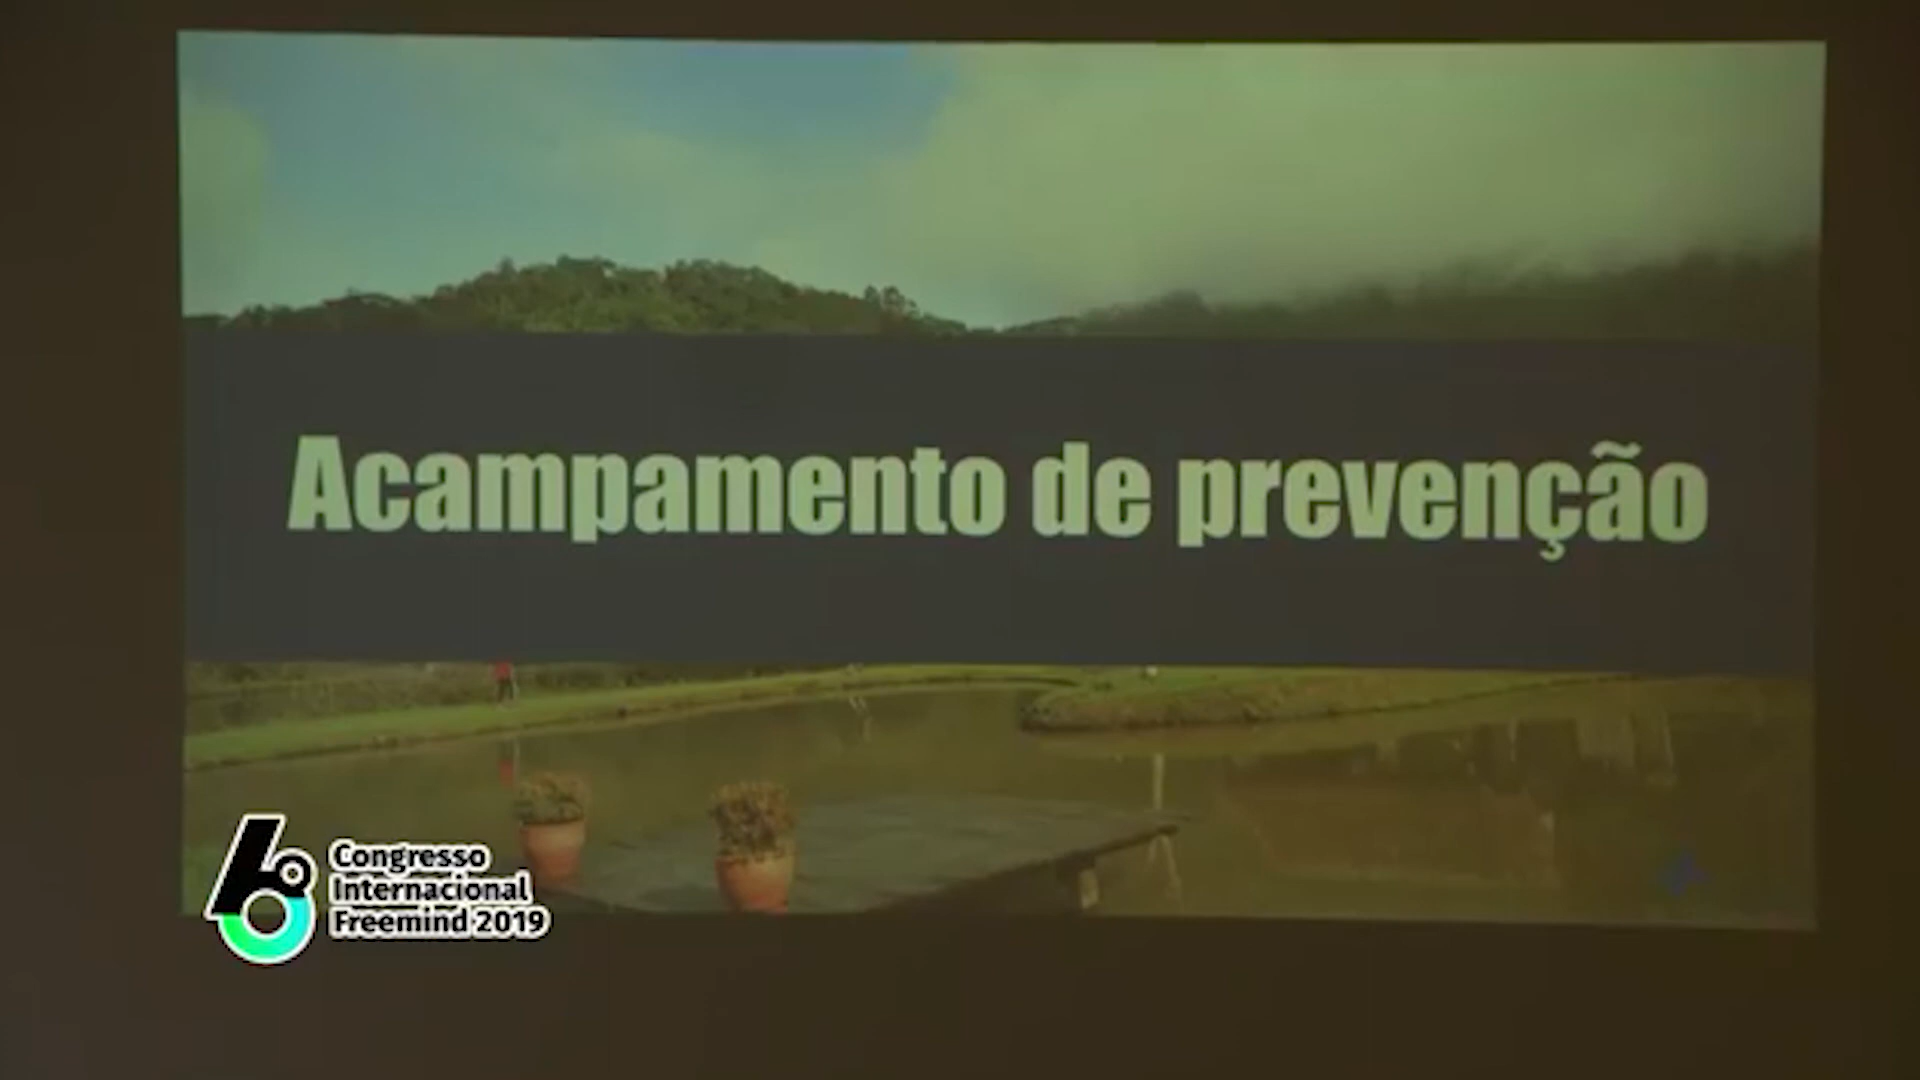 Acampamento de prevenção
6º
Congresso
Internacional
Freemind 2019